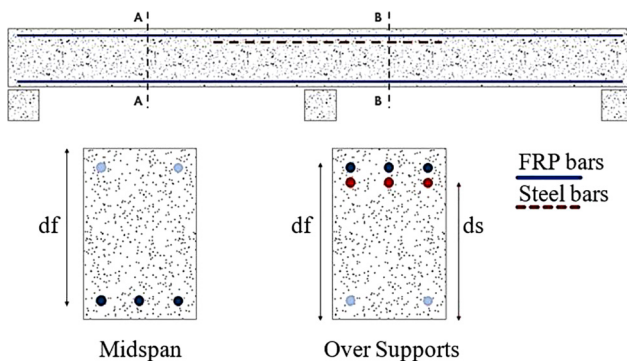 A B
A B
df
df
ds
FRP bars
Steel bars
Midspan
Over Supports